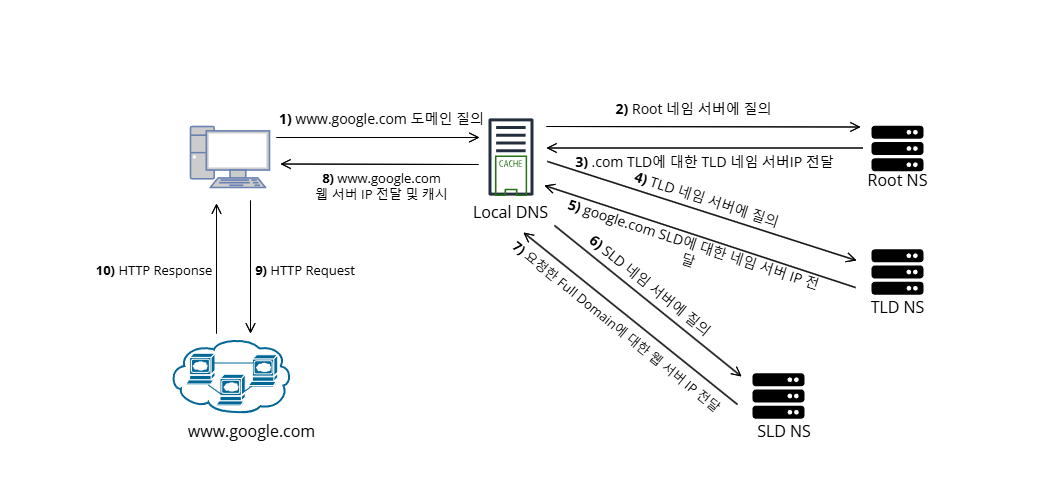 1) www.google.com 도메인 질의
2) Root 네임 서버에 질의
3) .com TLD에 대한 TLD 네임 서버IP 전달
CACHE
Root NS
8) www.google.com
웹 서버 IP 전달 및 캐시
4) TLD 네임 서버에 질의
Local DNS
5) google.com SLD에 대한 네임 서버 IP 전
달
6) SLD 네임 서버에 질의
7) 요청한 Full Domain에 대한 웹 서버 IP 전달
10) HTTP Response
9) HTTP Request
TLD NS
www.google.com
SLD NS